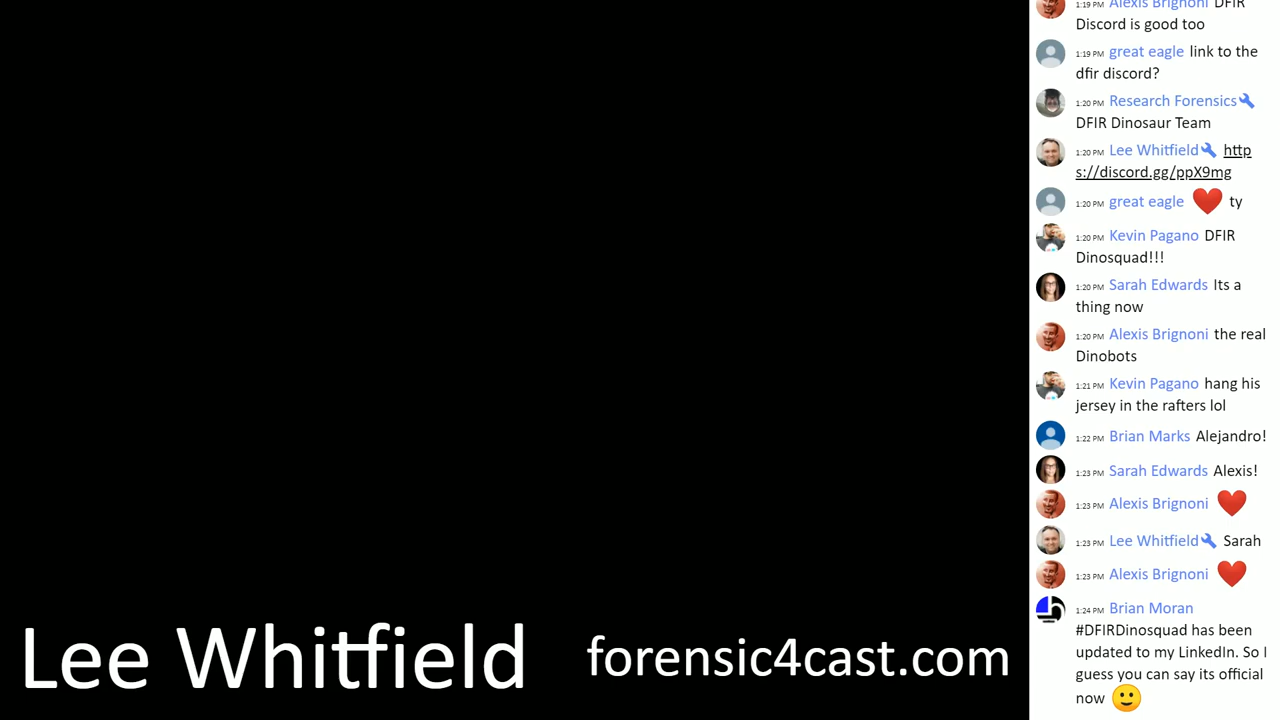 1:19 PM Alexis Brignoni DFIR
Discord is good too
1:19 PM great eagle link to the
dfir discord?
1:20 PM Research Forensics
DFIR Dinosaur Team
1:20 PM Lee Whitfield http
s://discord.gg/ppX9mg
1:20 PM great eagle ❤️ ty
1:20 PM Kevin Pagano DFIR
Dinosquad!!!
1:20 PM Sarah Edwards Its a
thing now
1:20 PM Alexis Brignoni the real
Dinobots
1:21 PM Kevin Pagano hang his
jersey in the rafters lol
1:22 PM Brian Marks Alejandro!
1:23 PM Sarah Edwards Alexis!
1:23 PM Alexis Brignoni ❤️
1:23 PM Lee Whitfield Sarah
1:23 PM Alexis Brignoni ❤️
1:24 PM Brian Moran
#DFIRDinosquad has been
updated to my LinkedIn. So I
guess you can say its official
now 🙂
Lee Whitfield
forensic4cast.com